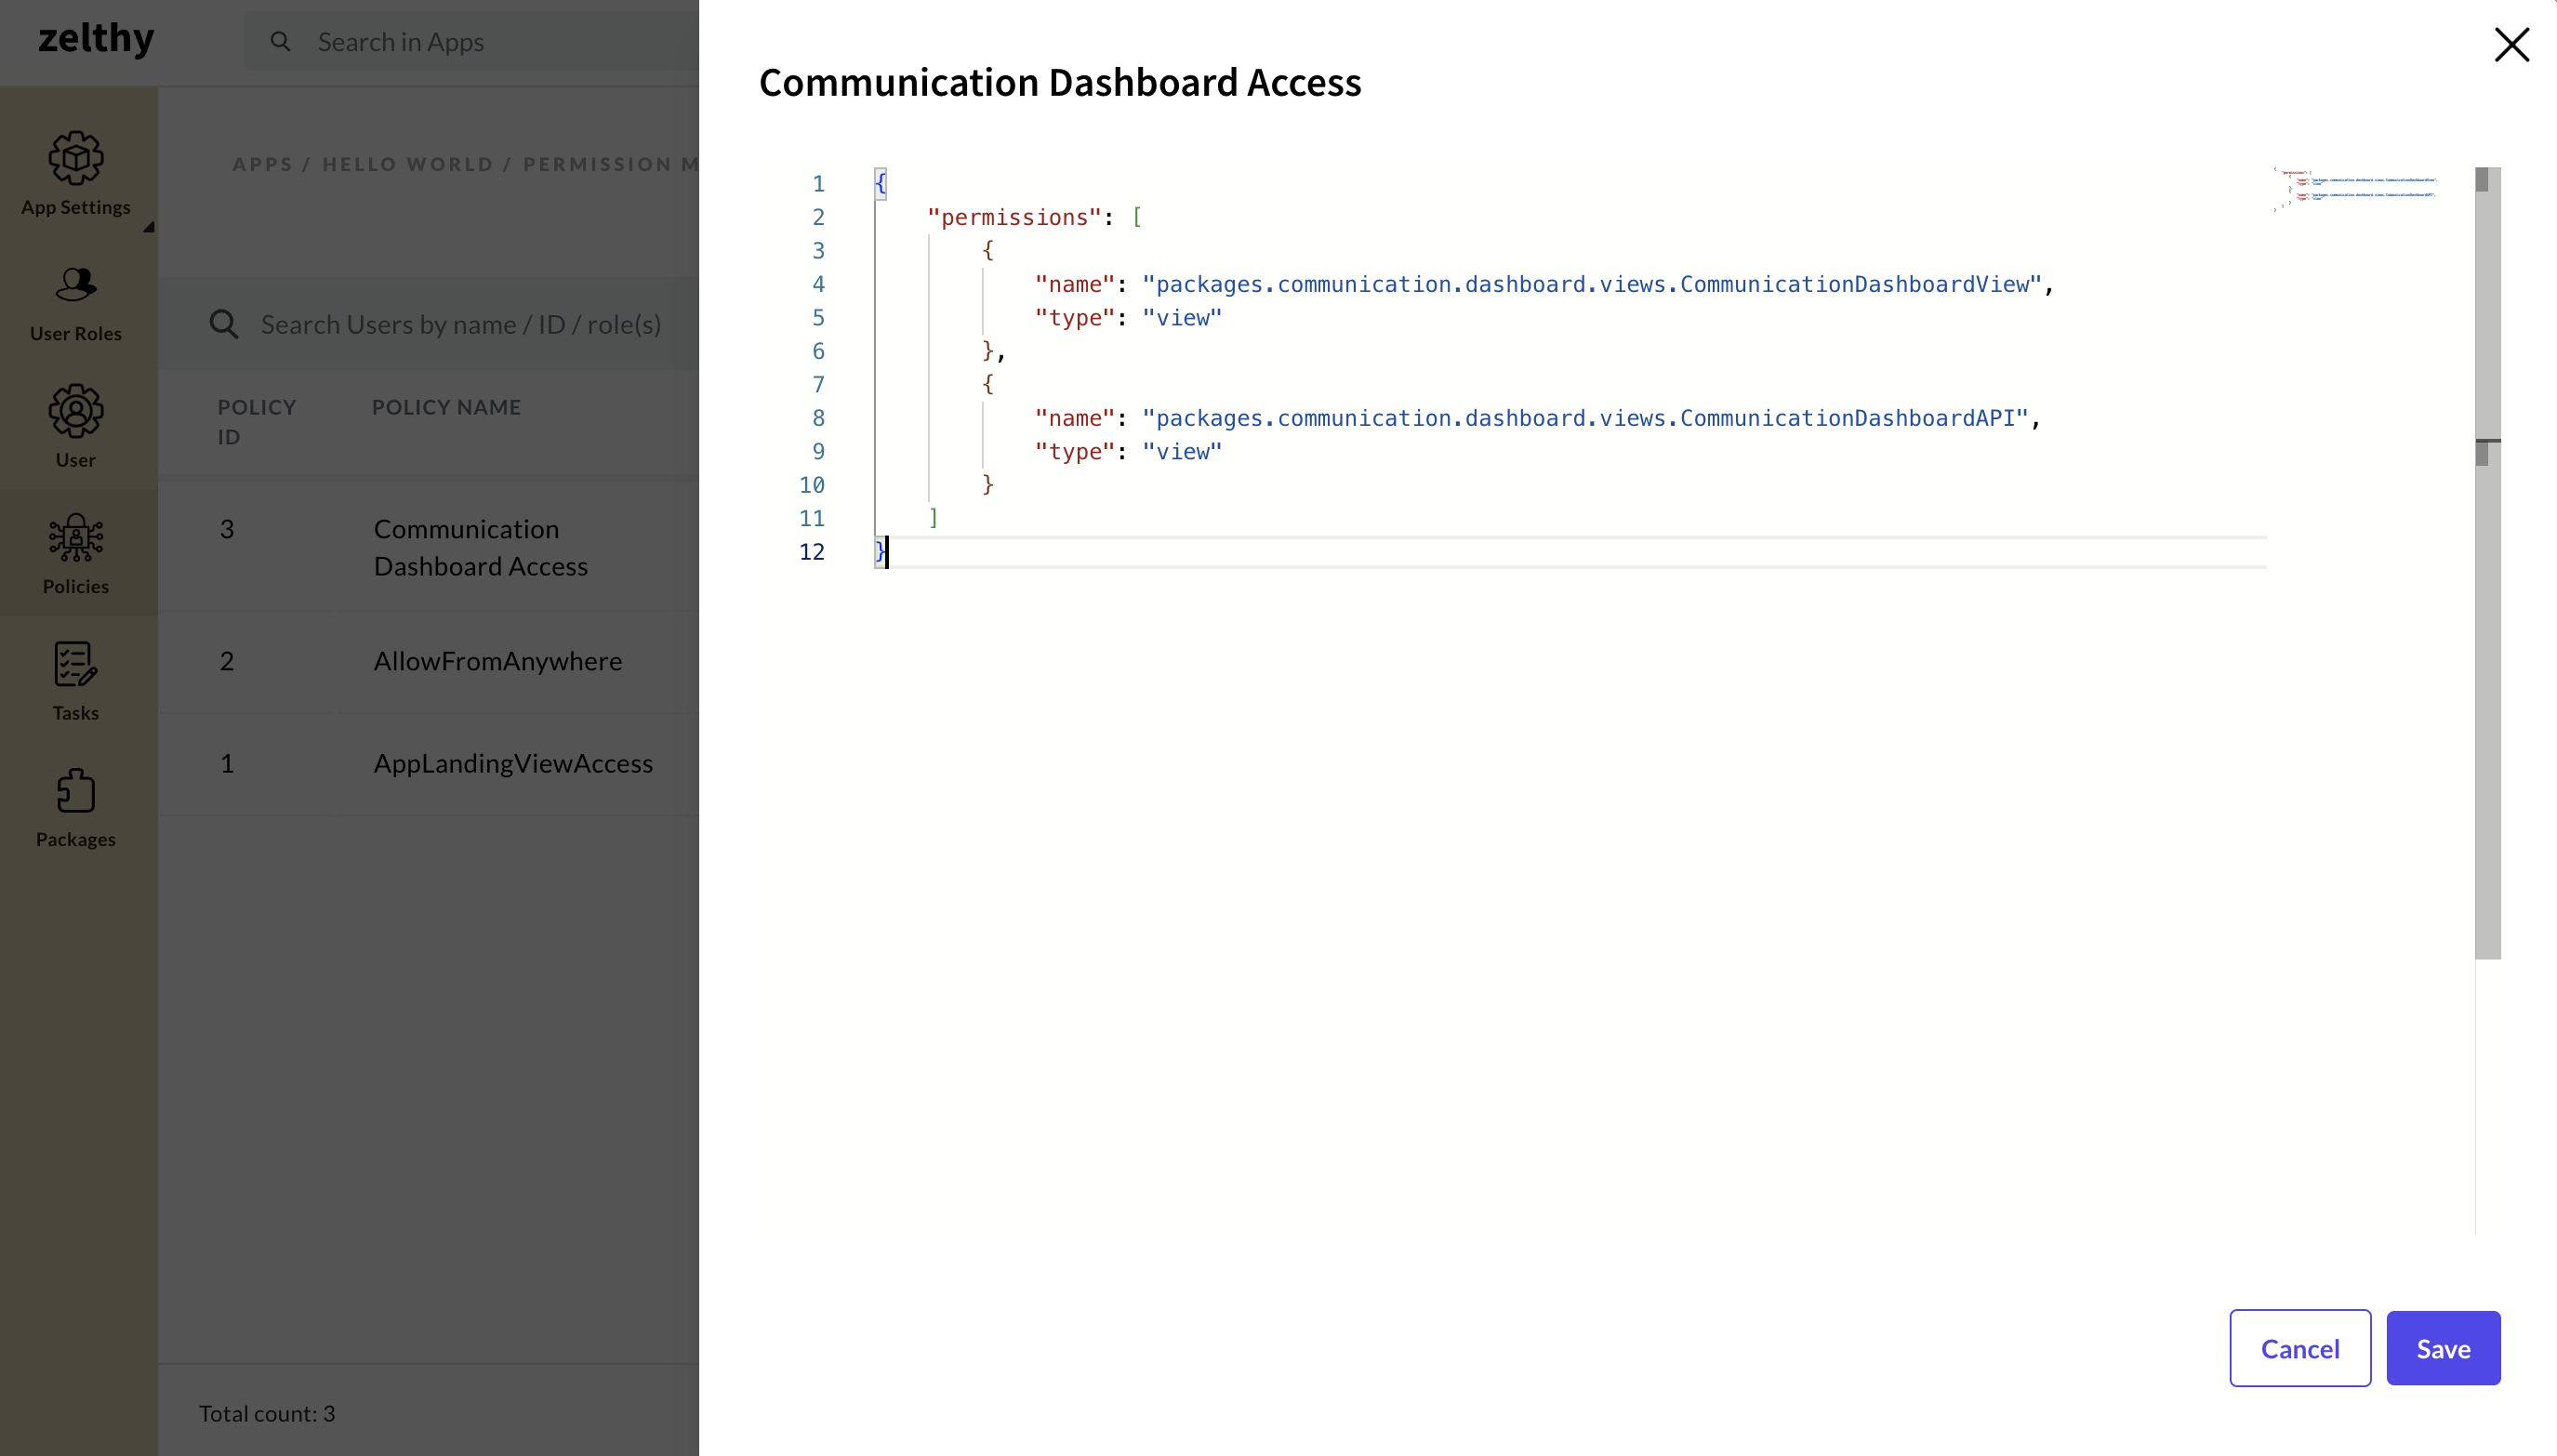 zelthy
Search in Apps
App Settings
User Roles
User
Policies
Tasks
Packages
APPS / HELLO WORLD / PERMISSION M
Search Users by name / ID / role(s)
POLICY ID
POLICY NAME
3
Communication
Dashboard Access
2
AllowFromAnywhere
1
AppLandingViewAccess
Total count: 3
Communication Dashboard Access
1 {
2 "permissions": [
3 {
4 "name": "packages.communication.dashboard.views.CommunicationDashboardView",
5 "type": "view"
6 },
7 {
8 "name": "packages.communication.dashboard.views.CommunicationDashboardAPI",
9 "type": "view"
10 }
11 ]
12 }
Cancel
Save